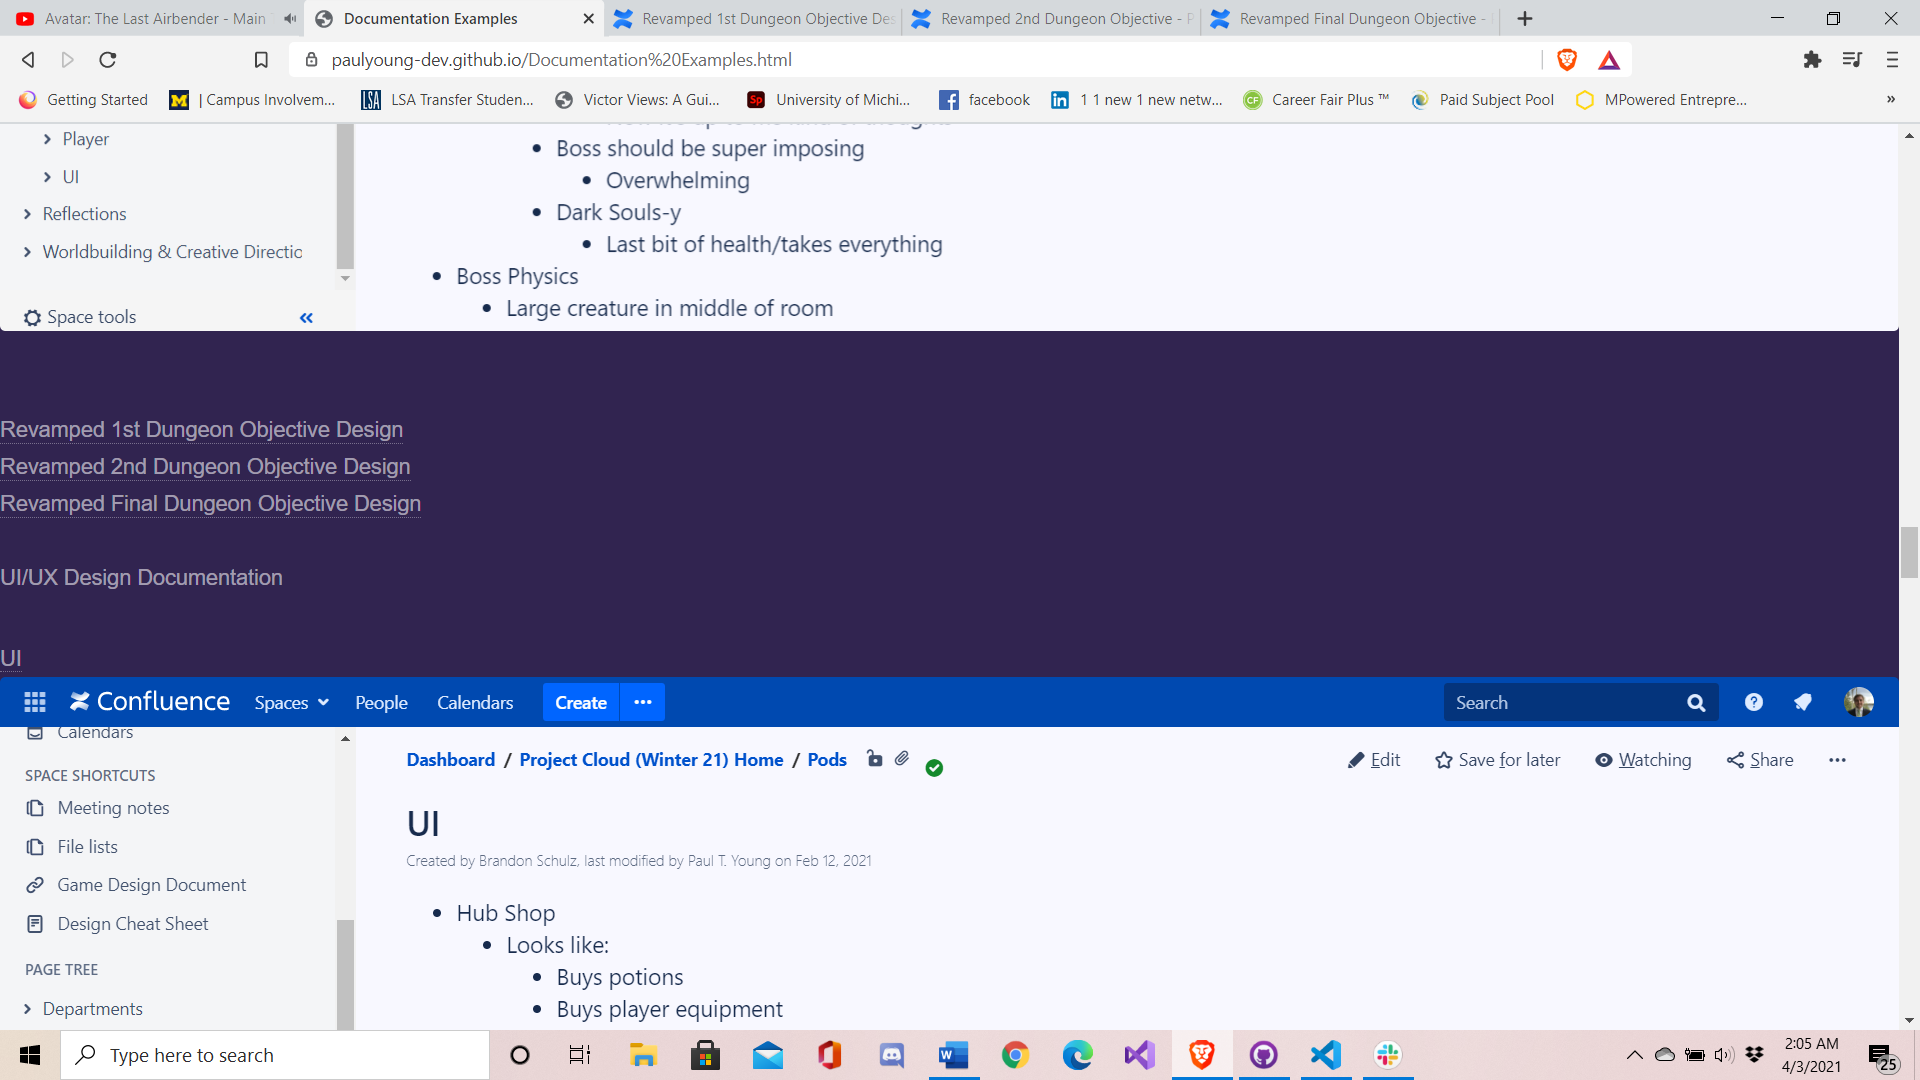 Avatar: The Last Airbender - Main
Documentation Examples
Revamped 1st Dungeon Objective Des
Revamped 2nd Dungeon Objective - P
Revamped Final Dungeon Objective -
paulyoung-dev.github.io/Documentation%20Examples.html
Getting Started
| Campus Involvem...
LSA Transfer Studen...
Victor Views: A Gui...
University of Michi...
facebook
1 1 new 1 new netw...
Career Fair Plus ™
Paid Subject Pool
MPowered Entrepre...
»
Player
UI
Reflections
Worldbuilding & Creative Directio
Space tools
• Boss should be super imposing
• Overwhelming
• Dark Souls-y
• Last bit of health/takes everything
• Boss Physics
• Large creature in middle of room
Revamped 1st Dungeon Objective Design
Revamped 2nd Dungeon Objective Design
Revamped Final Dungeon Objective Design
UI/UX Design Documentation
UI
Confluence Spaces People Calendars Create ••• Search
Calendars
SPACE SHORTCUTS
Meeting notes
File lists
Game Design Document
Design Cheat Sheet
PAGE TREE
Departments
Dashboard / Project Cloud (Winter 21) Home / Pods
Edit Save for later Watching Share •••
UI
Created by Brandon Schulz, last modified by Paul T. Young on Feb 12, 2021
• Hub Shop
• Looks like:
• Buys potions
• Buys player equipment
Type here to search
2:05 AM
4/3/2021
25